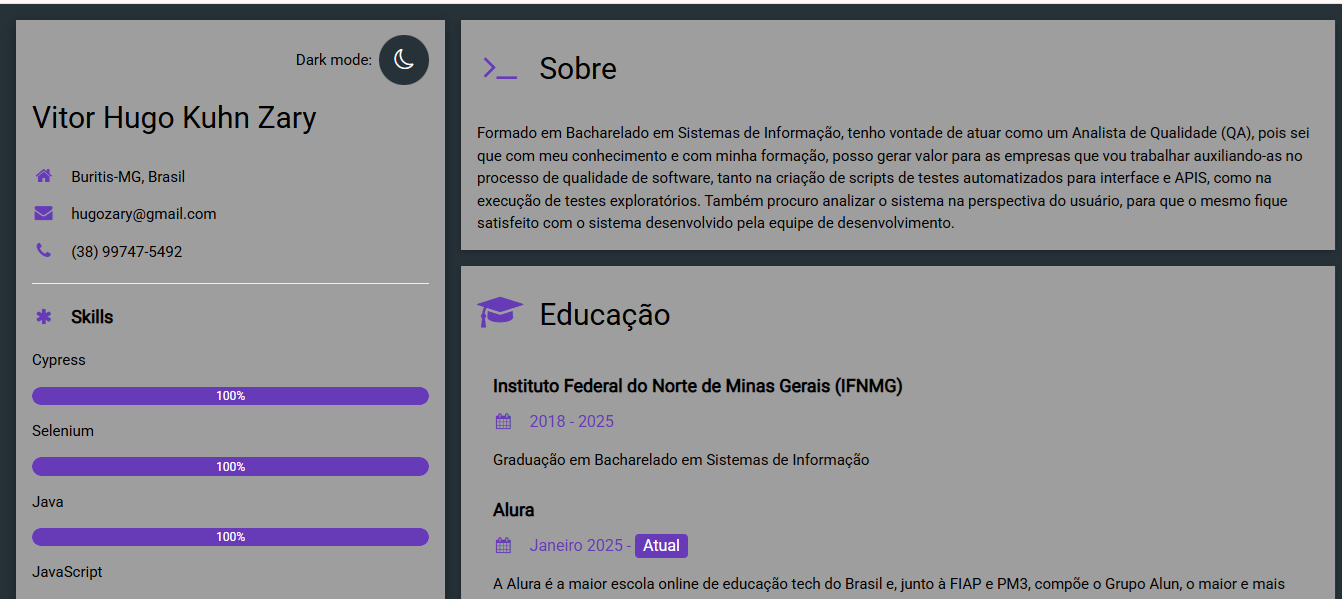 Dark mode:
Vitor Hugo Kuhn Zary
Buritis-MG, Brasil
hugozary@gmail.com
(38) 99747-5492
Skills
Cypress
100%
Selenium
100%
Java
100%
JavaScript
Sobre
Formado em Bacharelado em Sistemas de Informação, tenho vontade de atuar como um Analista de Qualidade (QA), pois sei
que com meu conhecimento e com minha formação, posso gerar valor para as empresas que vou trabalhar auxiliando-as no
processo de qualidade de software, tanto na criação de scripts de testes automatizados para interface e APIS, como na
execução de testes exploratórios. Também procuro analizar o sistema na perspectiva do usuário, para que o mesmo fique
satisfeito com o sistema desenvolvido pela equipe de desenvolvimento.
Educação
Instituto Federal do Norte de Minas Gerais (IFNMG)
2018 - 2025
Graduação em Bacharelado em Sistemas de Informação
Alura
Janeiro 2025 - Atual
A Alura é a maior escola online de educação tech do Brasil e, junto à FIAP e PM3, compõe o Grupo Alun, o maior e mais